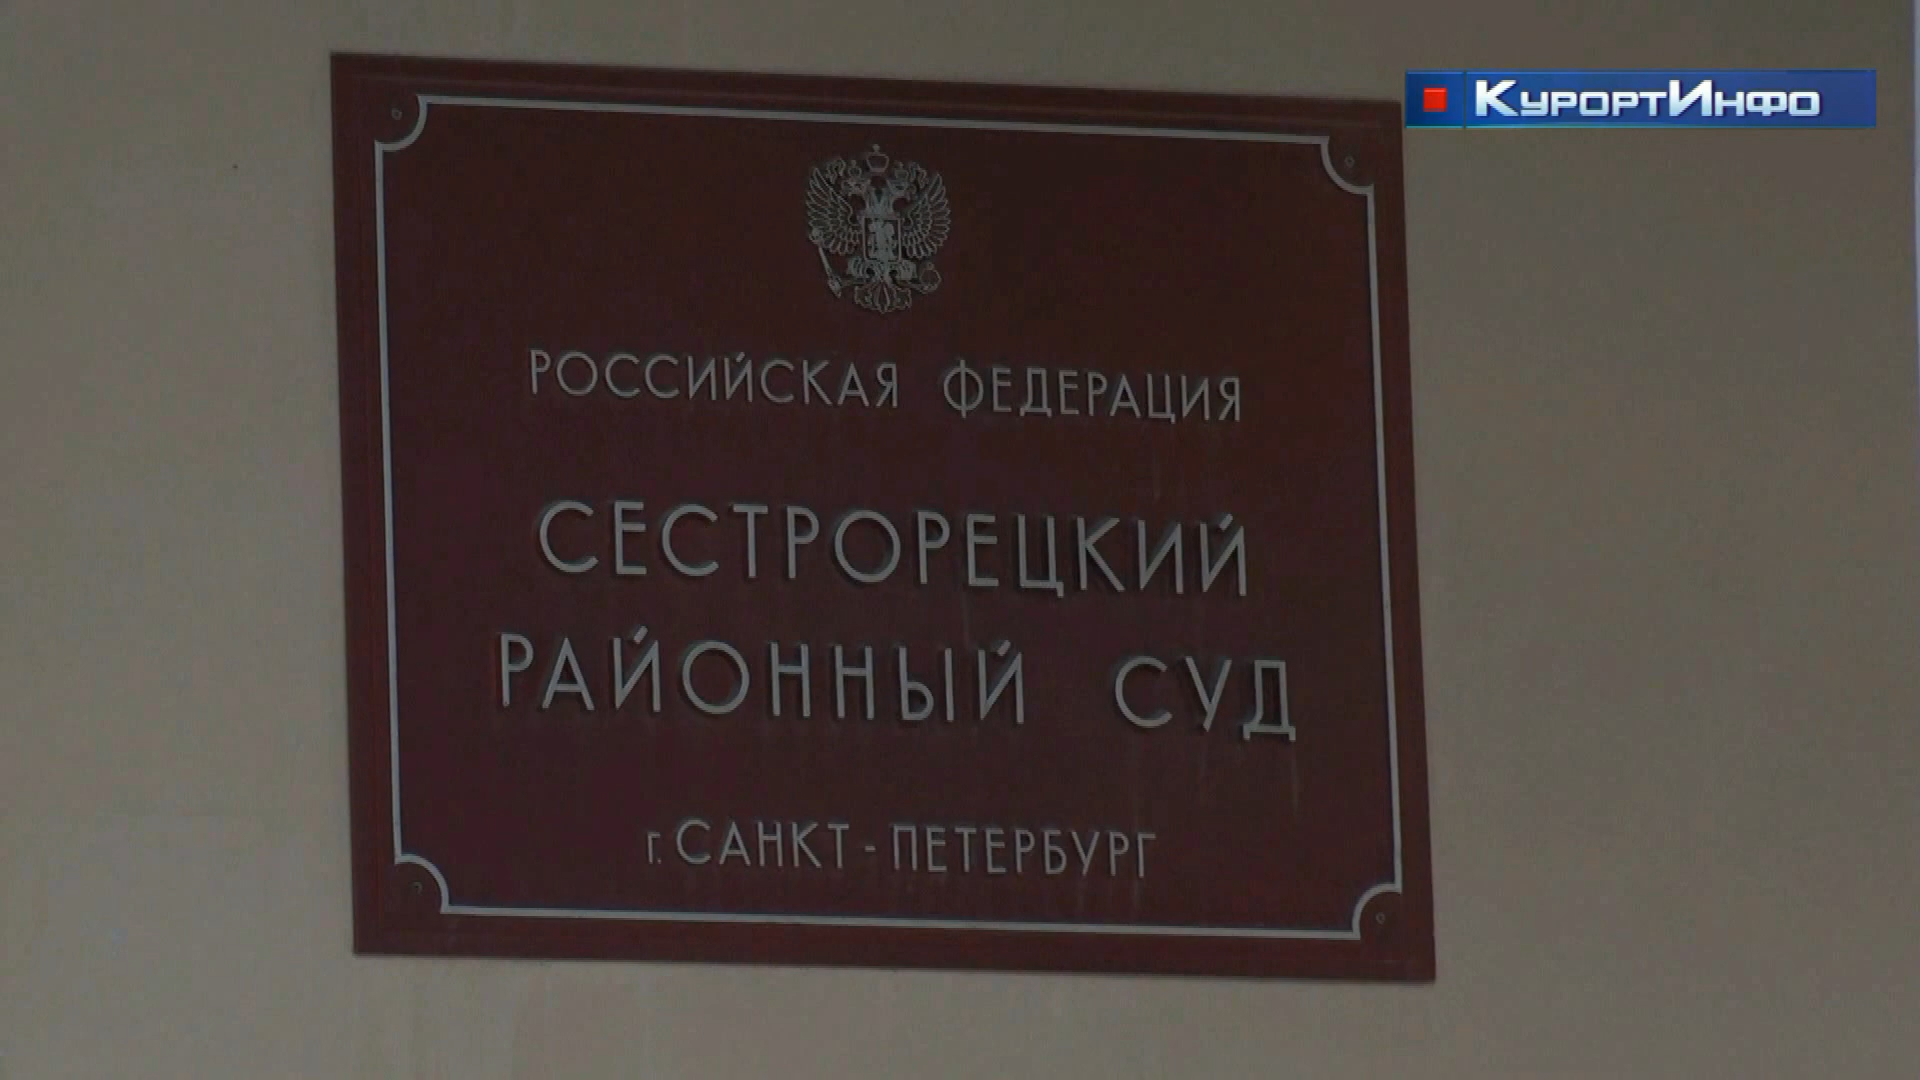 КурортИнфо
РОССИЙСКАЯ ФЕДЕРАЦИЯ
СЕСТРОРЕЦКИЙ
РАЙОННЫЙ СУД
г. САНКТ-ПЕТЕРБУРГ